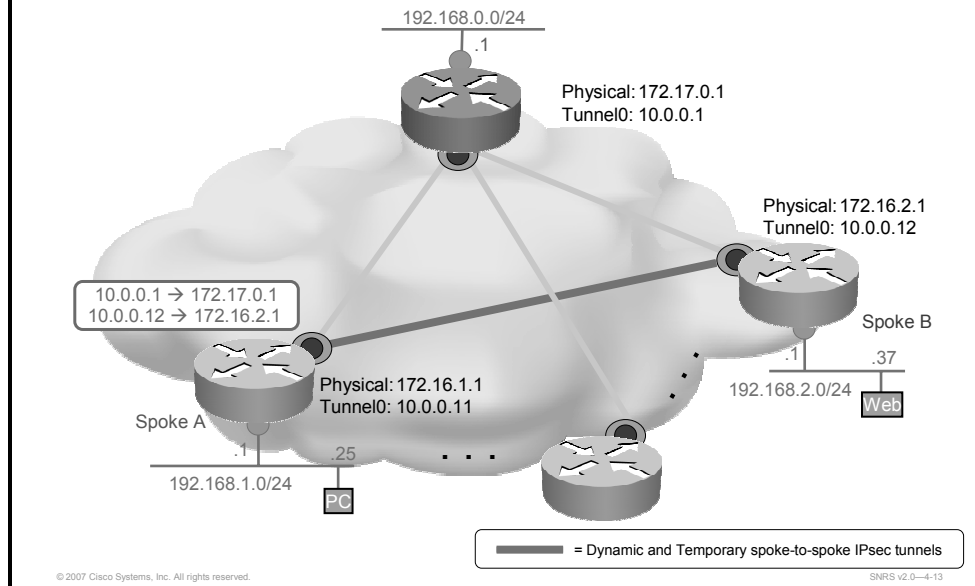 192.168.0.0/24
.1
Physical: 172.17.0.1
Tunnel0: 10.0.0.1
Physical: 172.16.2.1
Tunnel0: 10.0.0.12
10.0.0.1 → 172.17.0.1
10.0.0.12 → 172.16.2.1
Spoke B
.1
.37
192.168.2.0/24
Web
Physical: 172.16.1.1
Tunnel0: 10.0.0.11
Spoke A
.1
.25
192.168.1.0/24
PC
. . .
. . .
= Dynamic and Temporary spoke-to-spoke IPsec tunnels
© 2007 Cisco Systems, Inc. All rights reserved.
SNRS v2.0—4-13